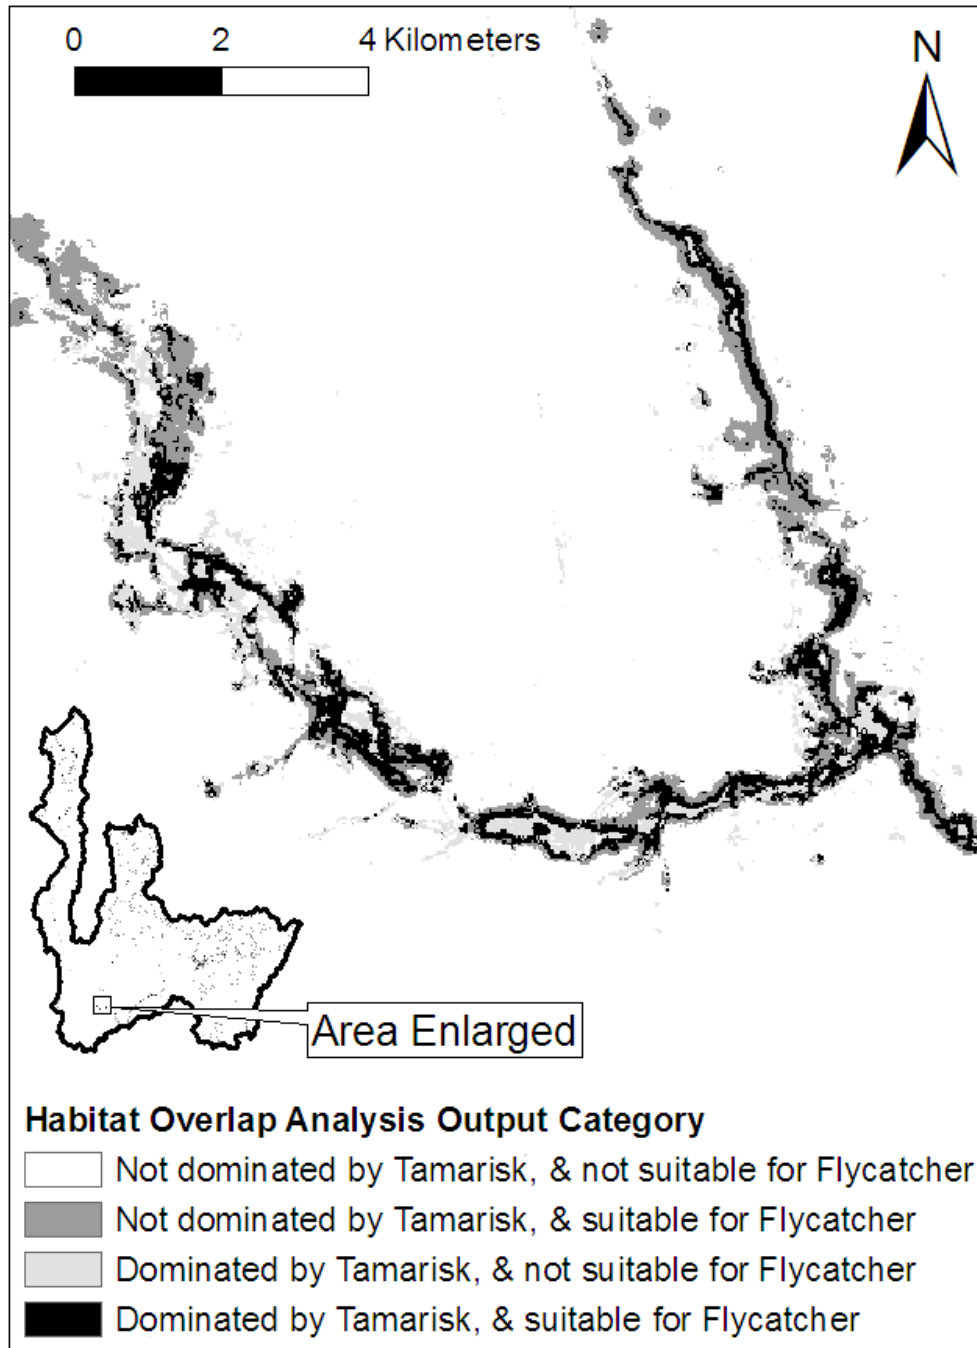 0 2 4 Kilometers
N
Area Enlarged
Habitat Overlap Analysis Output Category
Not dominated by Tamarisk, & not suitable for Flycatcher
Not dominated by Tamarisk, & suitable for Flycatcher
Dominated by Tamarisk, & not suitable for Flycatcher
Dominated by Tamarisk, & suitable for Flycatcher